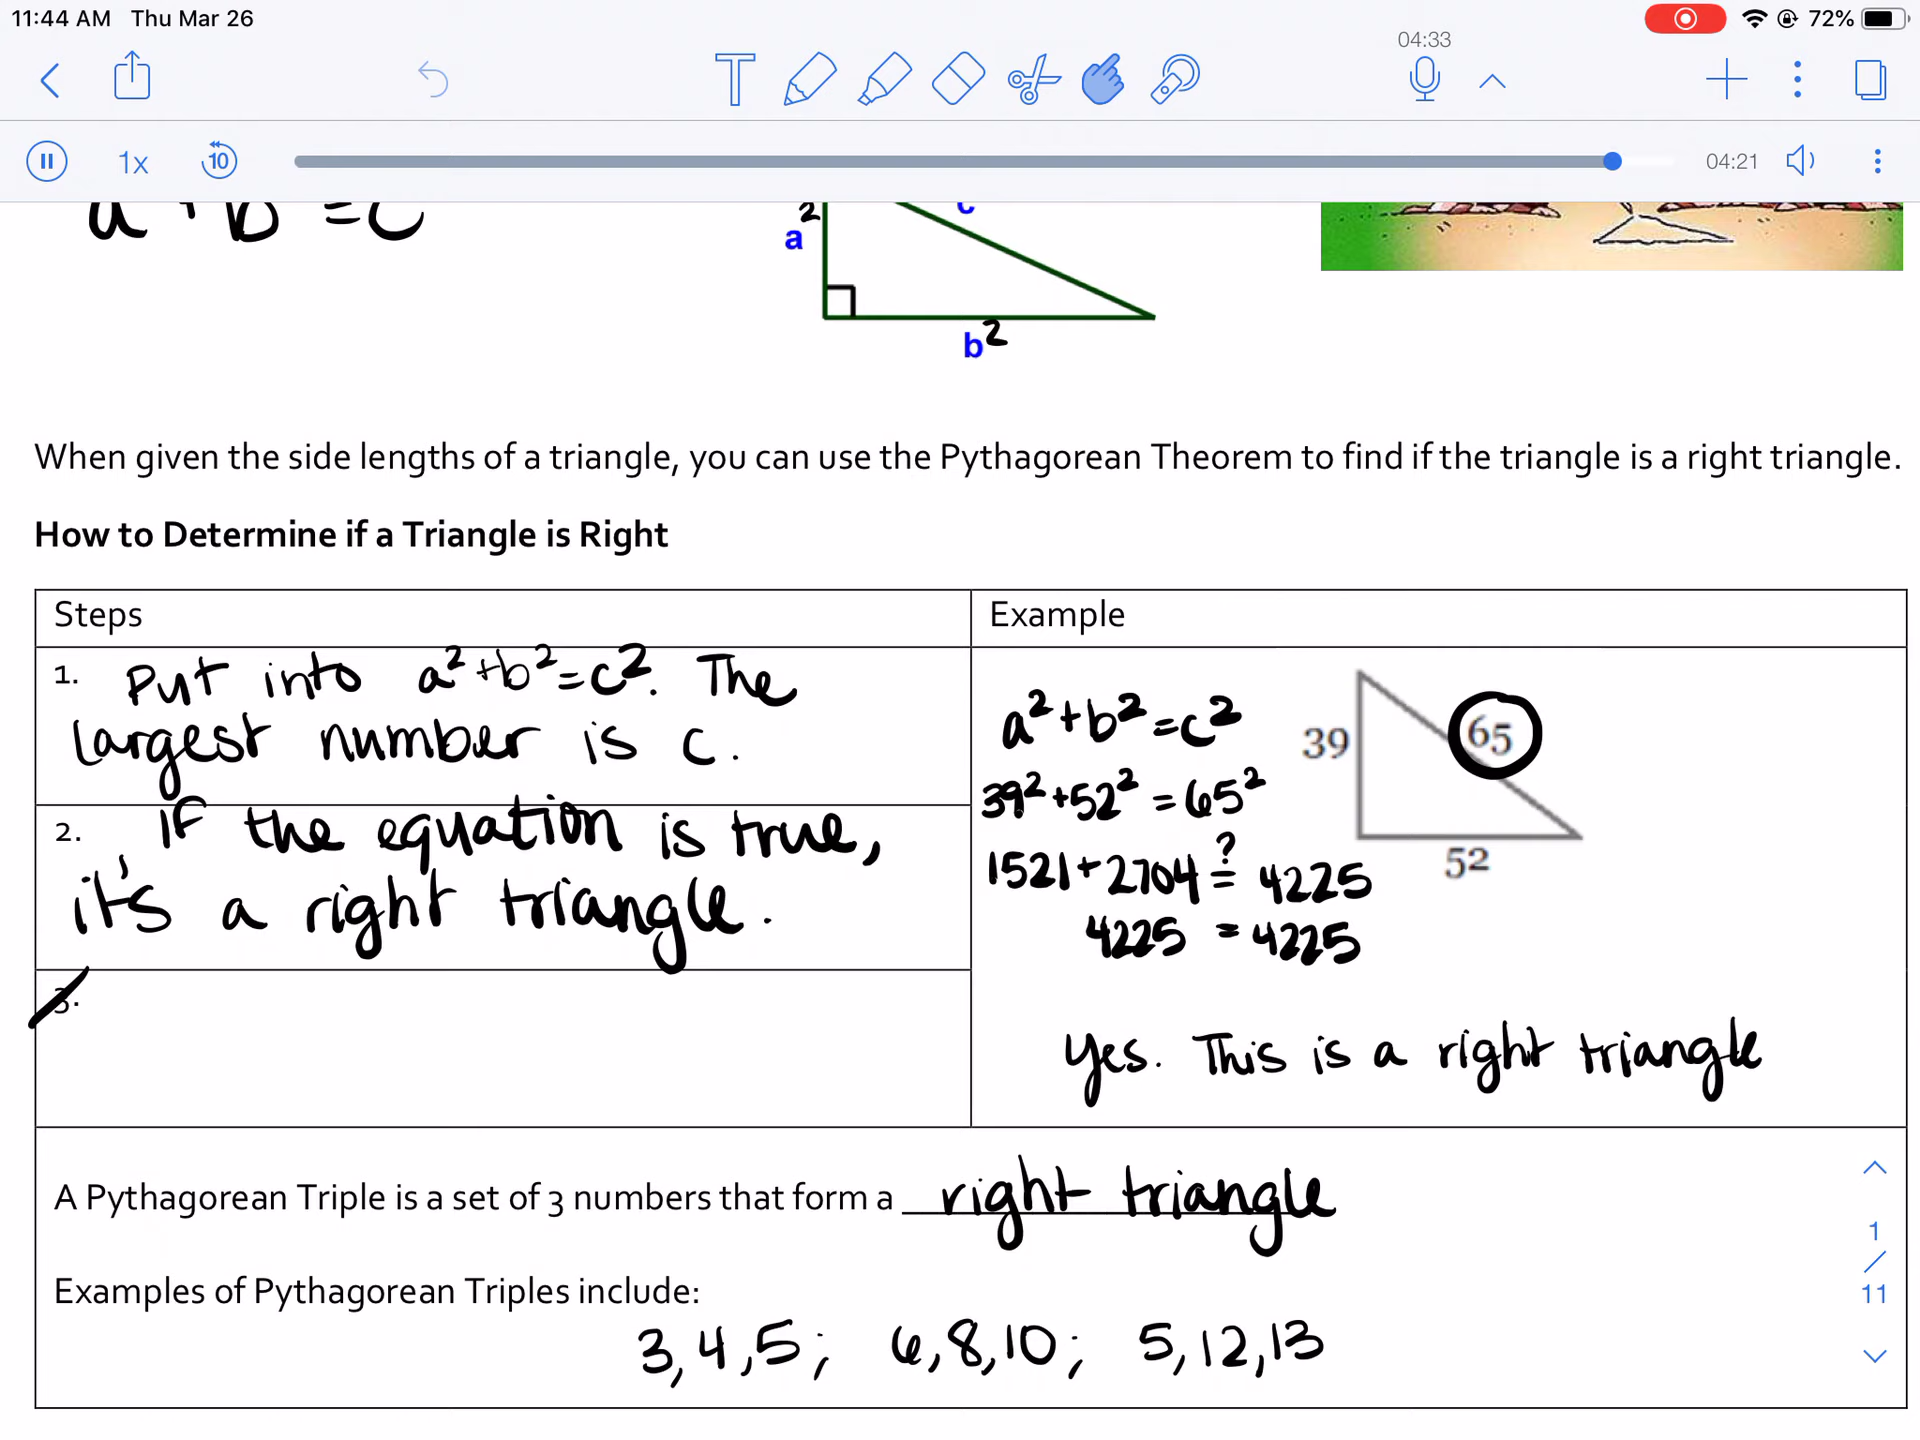 11:44 AM Thu Mar 26
72%
04:33
1x
10
04:21
a + b = c
2
a
c
b²
When given the side lengths of a triangle, you can use the Pythagorean Theorem to find if the triangle is a right triangle.
How to Determine if a Triangle is Right
Steps
Example
1. Put into a²+b²=c². The
largest number is c.
2. If the equation is true,
it's a right triangle.
3.
a²+b²=c²
39²+52²=65²
1521+2704 ≟ 4225
4225 = 4225
39
65
52
Yes. This is a right triangle
A Pythagorean Triple is a set of 3 numbers that form a right triangle
Examples of Pythagorean Triples include:
3,4,5; 6,8,10; 5,12,13
1
/
11